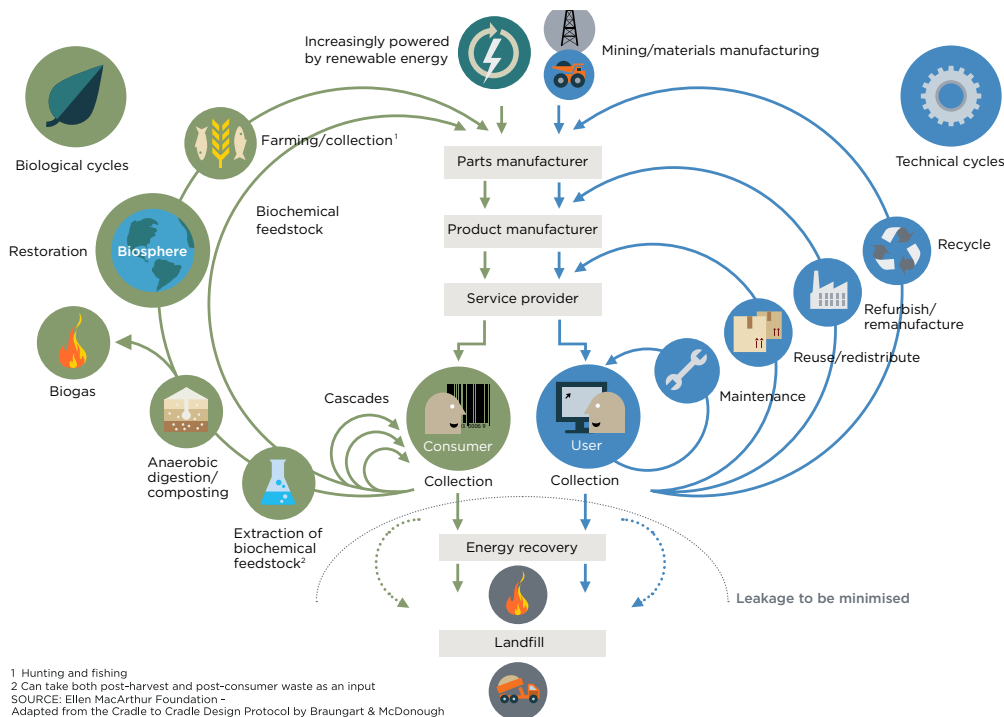 Increasingly powered
by renewable energy
Mining/materials manufacturing
Biological cycles
Farming/collection¹
Technical cycles
Parts manufacturer
Biochemical
feedstock
Restoration
Biosphere
Product manufacturer
Recycle
Service provider
Refurbish/
remanufacture
Biogas
Reuse/redistribute
Cascades
Maintenance
Consumer
User
Anaerobic
digestion/
composting
Collection
Collection
Extraction of
biochemical
feedstock²
Energy recovery
Leakage to be minimised
Landfill
1 Hunting and fishing
2 Can take both post-harvest and post-consumer waste as an input
SOURCE: Ellen MacArthur Foundation –
Adapted from the Cradle to Cradle Design Protocol by Braungart & McDonough